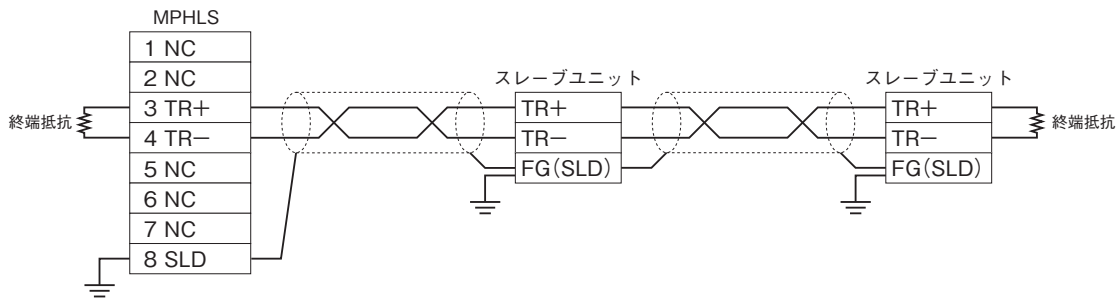 MPHLS
1 NC
2 NC
3 TR+
4 TR−
5 NC
6 NC
7 NC
8 SLD
終端抵抗
スレーブユニット
TR+
TR−
FG(SLD)
スレーブユニット
TR+
TR−
FG(SLD)
終端抵抗